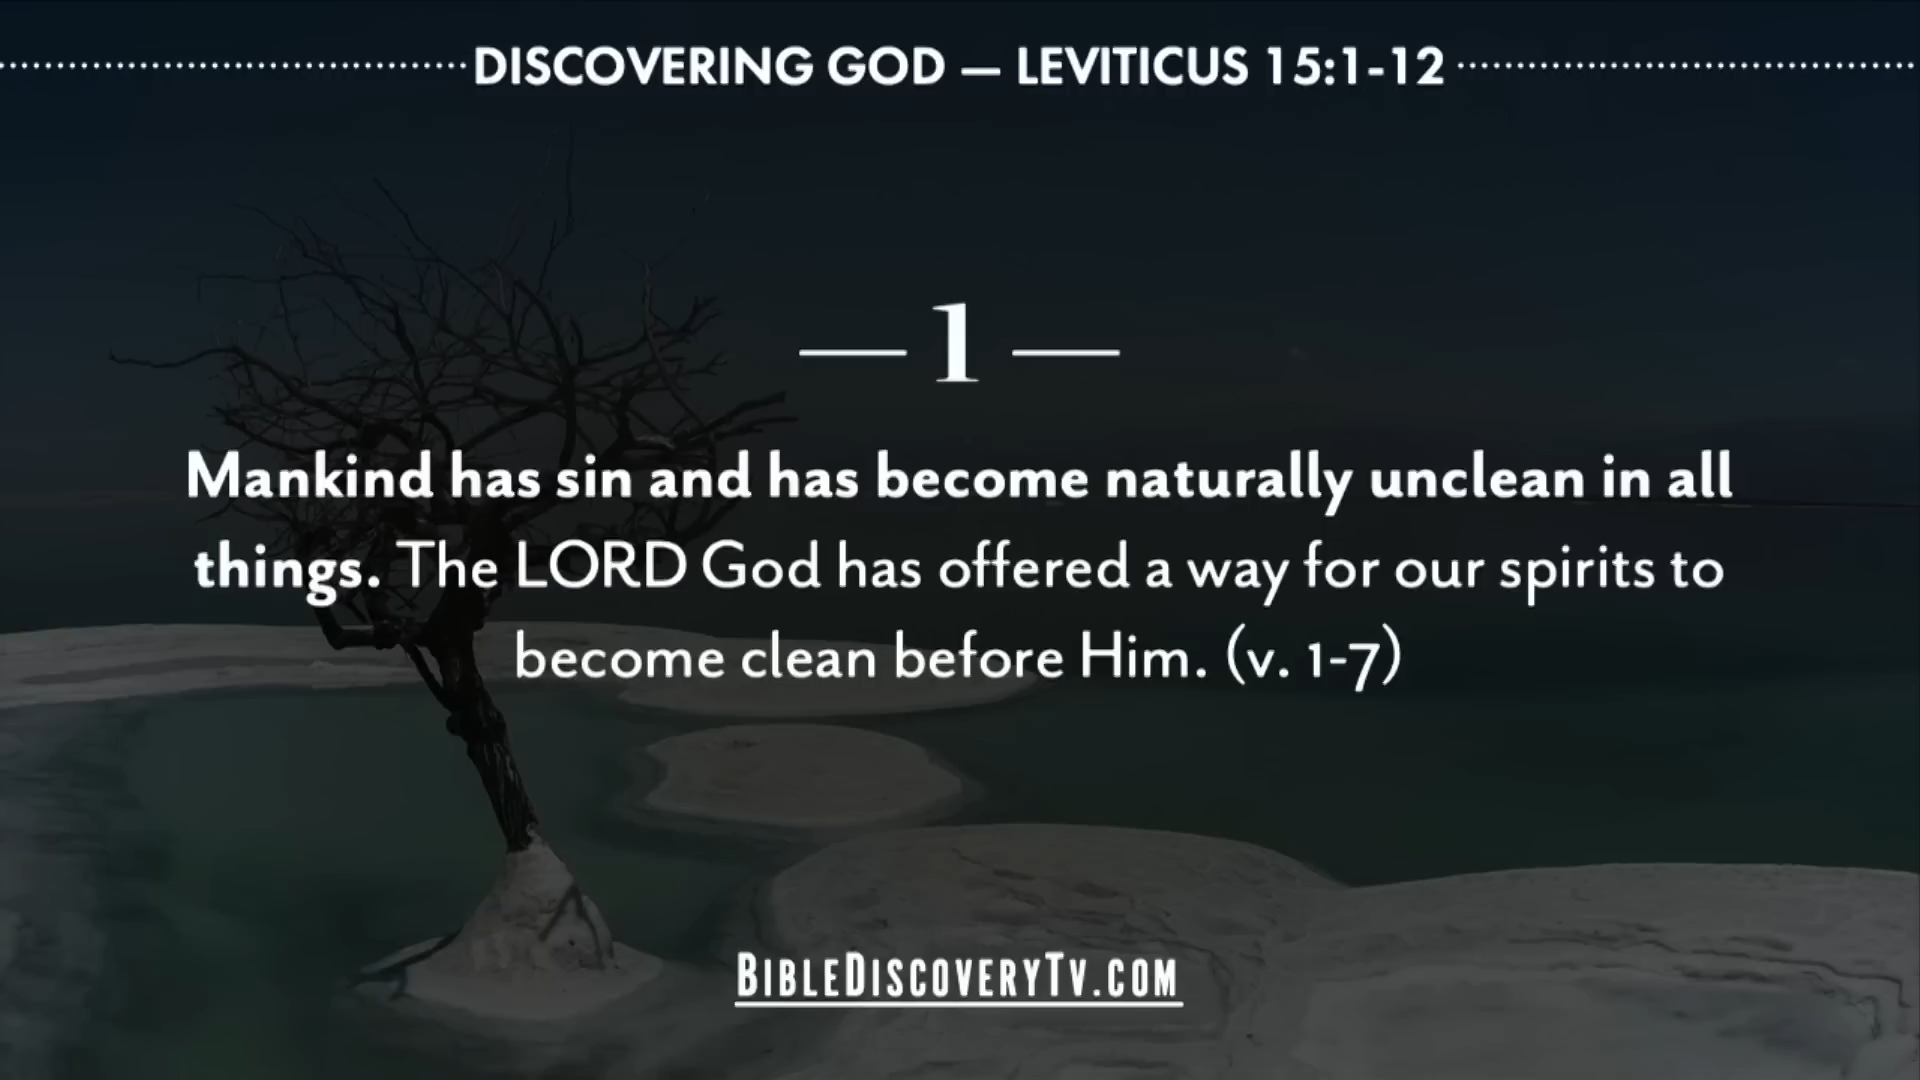 DISCOVERING GOD — LEVITICUS 15:1-12
— 1 —
Mankind has sin and has become naturally unclean in all
things. The LORD God has offered a way for our spirits to
become clean before Him. (v. 1-7)
BIBLEDISCOVERYTV.COM